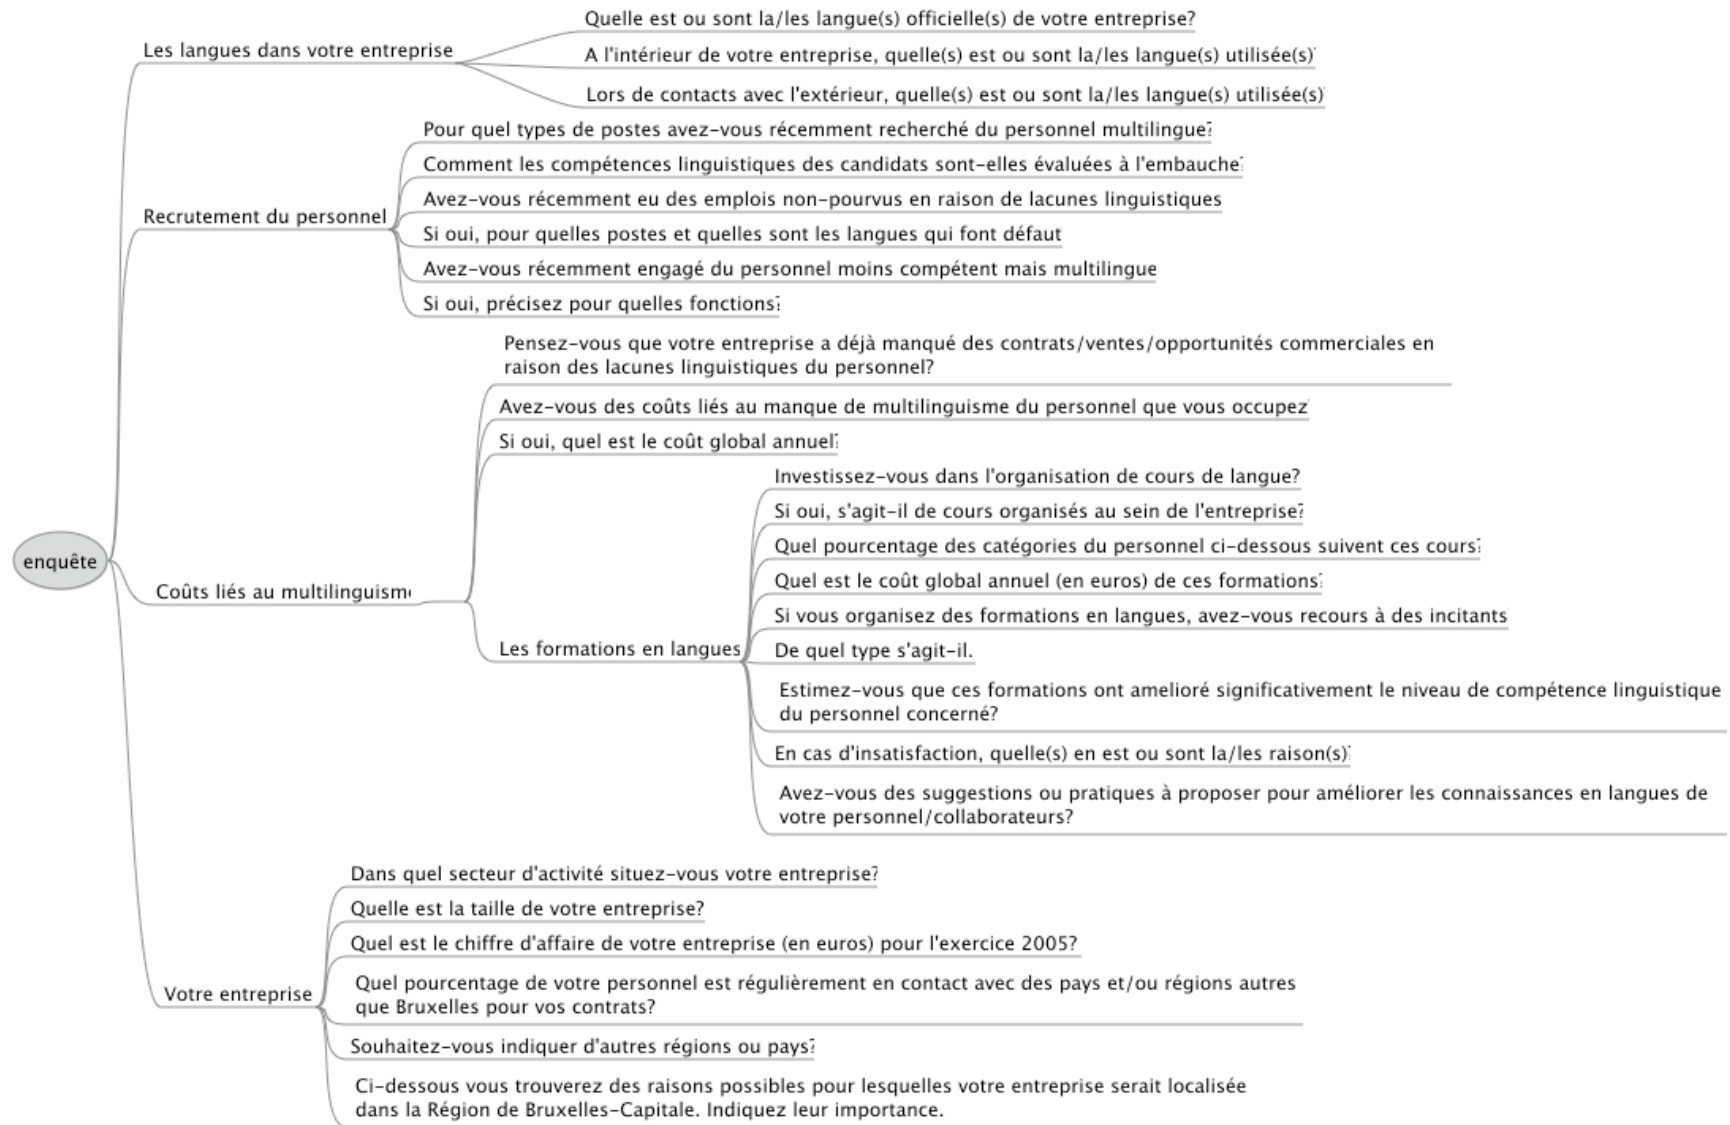 Quelle est ou sont la/les langue(s) officielle(s) de votre entreprise?
Les langues dans votre entreprise
A l'intérieur de votre entreprise, quelle(s) est ou sont la/les langue(s) utilisée(s)
Lors de contacts avec l'extérieur, quelle(s) est ou sont la/les langue(s) utilisée(s)
Pour quel types de postes avez-vous récemment recherché du personnel multilingue?
Comment les compétences linguistiques des candidats sont-elles évaluées à l'embauche?
Avez-vous récemment eu des emplois non-pourvus en raison de lacunes linguistiques
Recrutement du personnel
Si oui, pour quelles postes et quelles sont les langues qui font défaut
Avez-vous récemment engagé du personnel moins compétent mais multilingue
Si oui, précisez pour quelles fonctions?
Pensez-vous que votre entreprise a déjà manqué des contrats/ventes/opportunités commerciales en
raison des lacunes linguistiques du personnel?
Avez-vous des coûts liés au manque de multilinguisme du personnel que vous occupez
Si oui, quel est le coût global annuel?
Investissez-vous dans l'organisation de cours de langue?
Si oui, s'agit-il de cours organisés au sein de l'entreprise?
Quel pourcentage des catégories du personnel ci-dessous suivent ces cours?
enquête
Quel est le coût global annuel (en euros) de ces formations?
Coûts liés au multilinguisme
Si vous organisez des formations en langues, avez-vous recours à des incitants
Les formations en langues
De quel type s'agit-il.
Estimez-vous que ces formations ont amelioré significativement le niveau de compétence linguistique
du personnel concerné?
En cas d'insatisfaction, quelle(s) en est ou sont la/les raison(s)?
Avez-vous des suggestions ou pratiques à proposer pour améliorer les connaissances en langues de
votre personnel/collaborateurs?
Dans quel secteur d'activité situez-vous votre entreprise?
Quelle est la taille de votre entreprise?
Quel est le chiffre d'affaire de votre entreprise (en euros) pour l'exercice 2005?
Quel pourcentage de votre personnel est régulièrement en contact avec des pays et/ou régions autres
Votre entreprise
que Bruxelles pour vos contrats?
Souhaitez-vous indiquer d'autres régions ou pays?
Ci-dessous vous trouverez des raisons possibles pour lesquelles votre entreprise serait localisée
dans la Région de Bruxelles-Capitale. Indiquez leur importance.